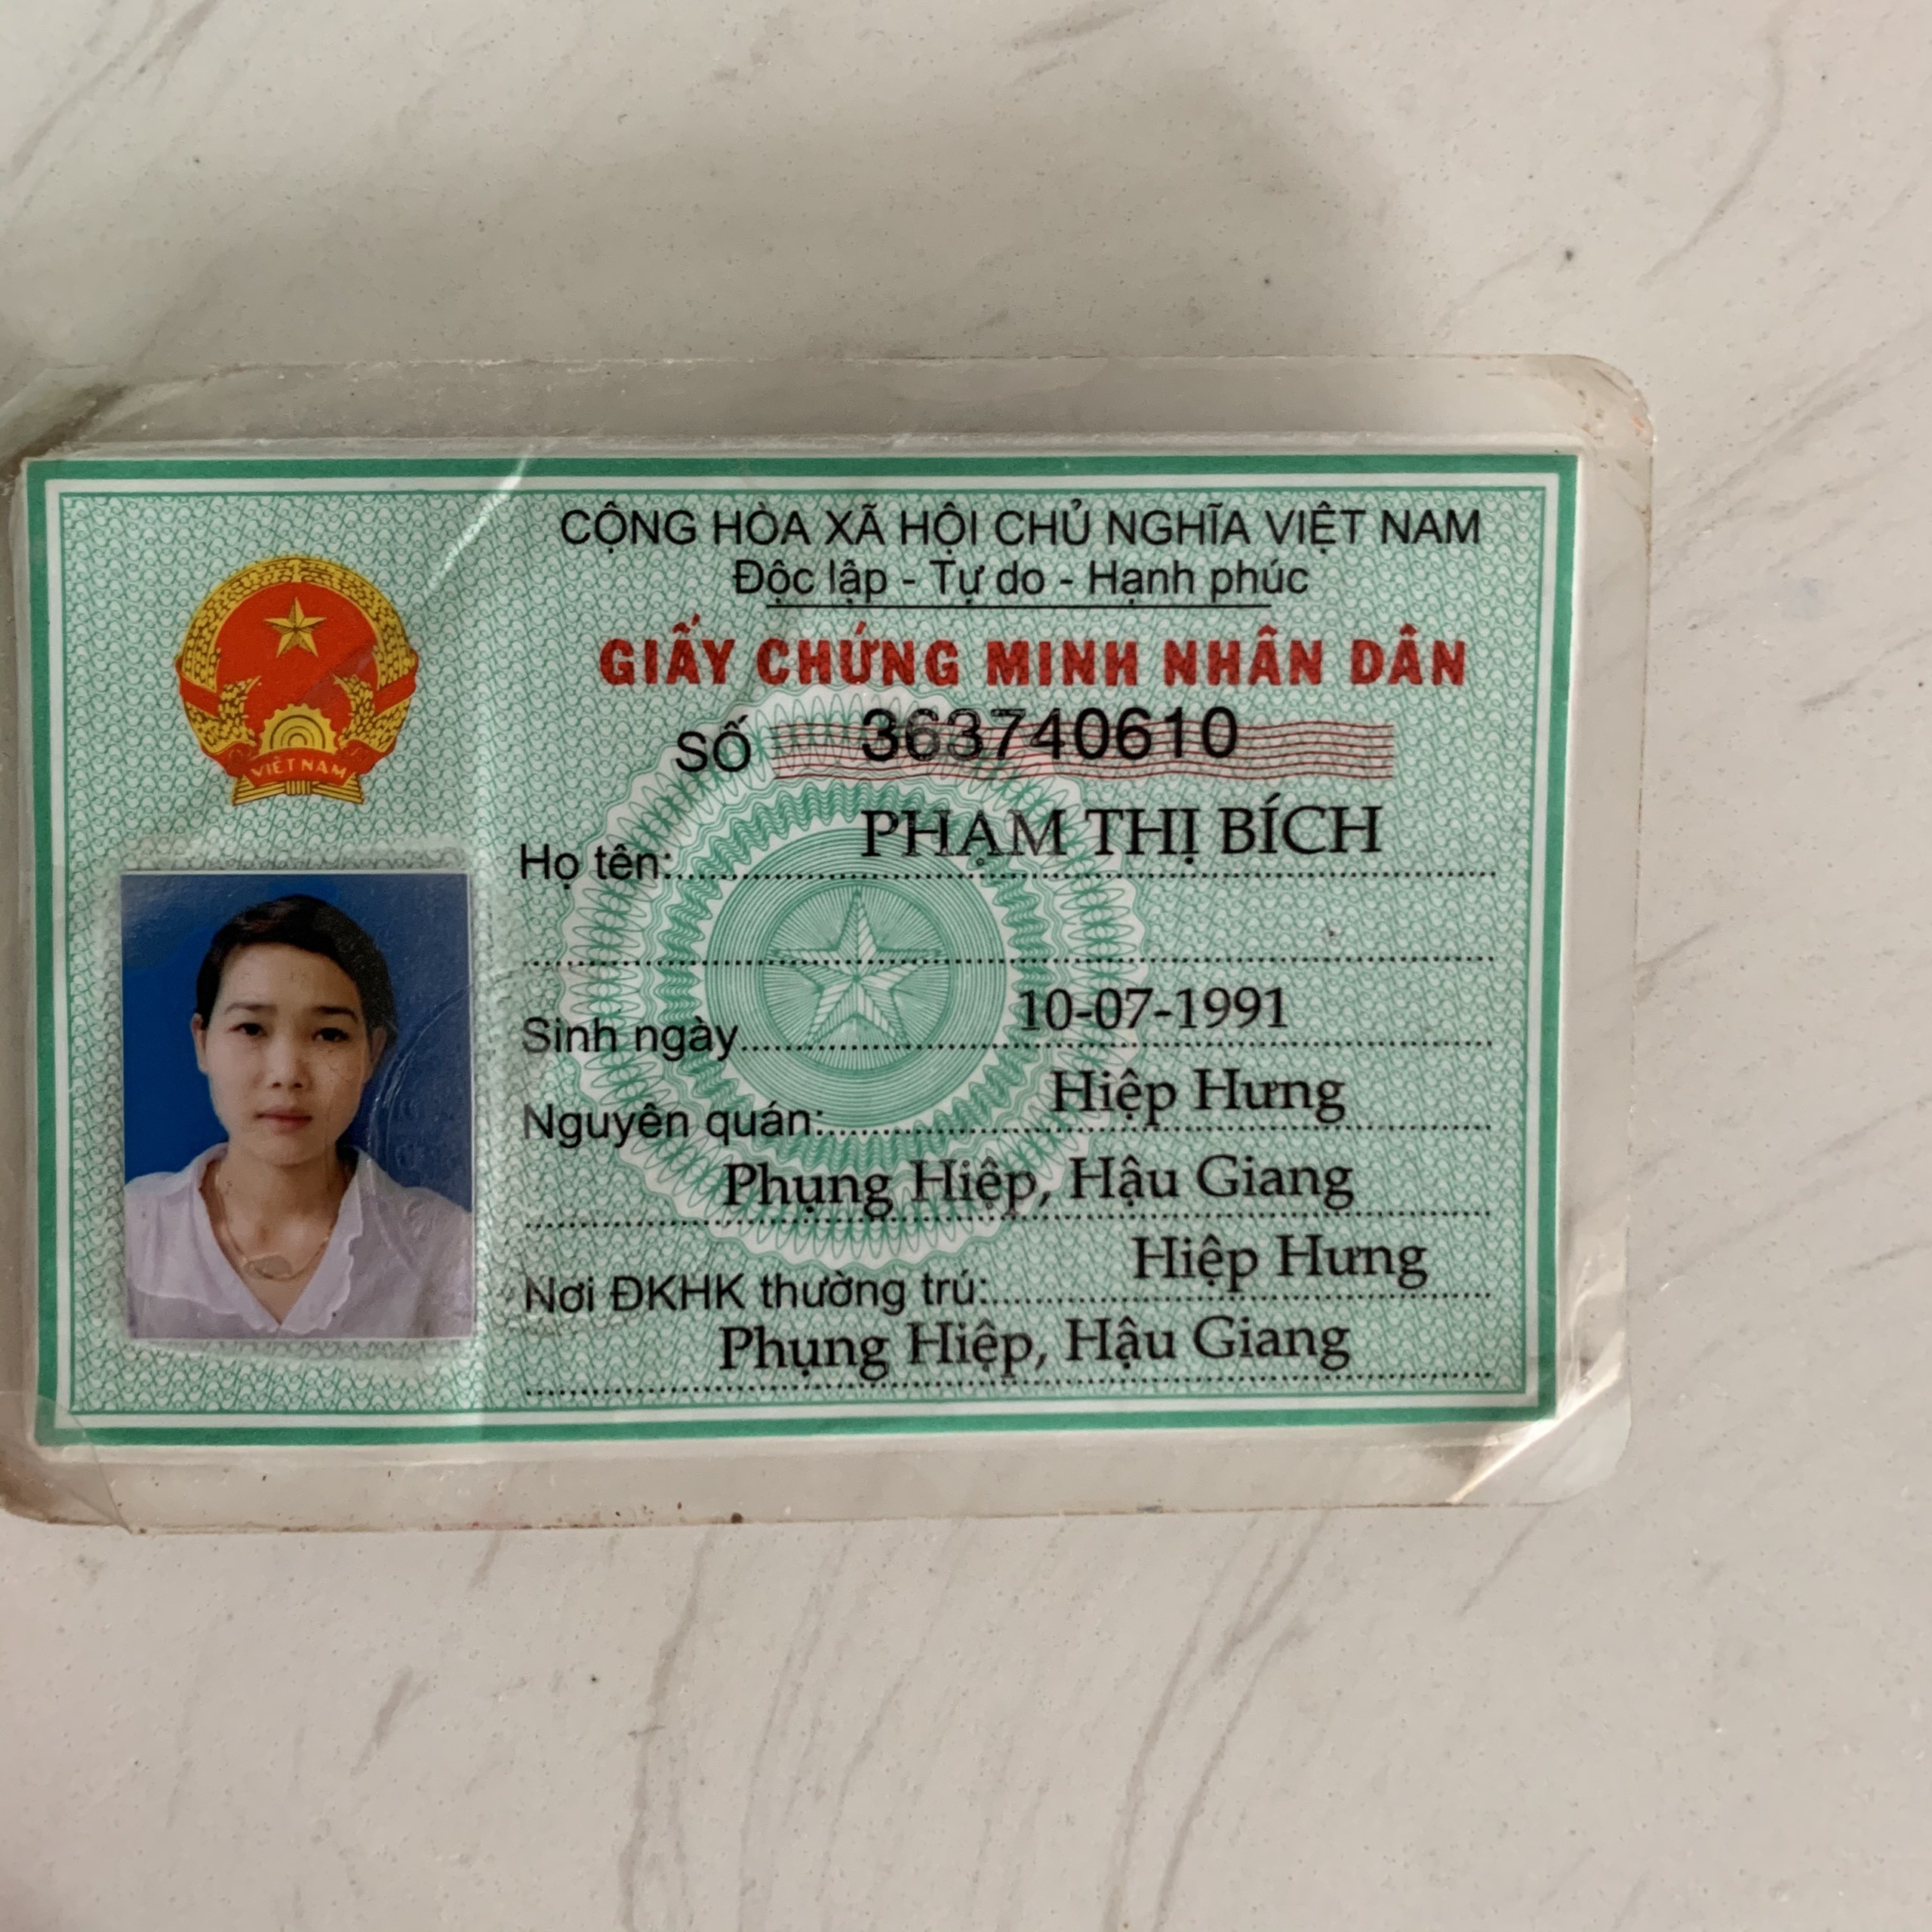 CỘNG HÒA XÃ HỘI CHỦ NGHĨA VIỆT NAM
Độc lập - Tự do - Hạnh phúc
GIẤY CHỨNG MINH NHÂN DÂN
SỐ 363740610
Họ tên: PHẠM THỊ BÍCH
Sinh ngày 10-07-1991
Nguyên quán: Hiệp Hưng
Phụng Hiệp, Hậu Giang
Nơi ĐKHK thường trú: Hiệp Hưng
Phụng Hiệp, Hậu Giang
VIỆT NAM